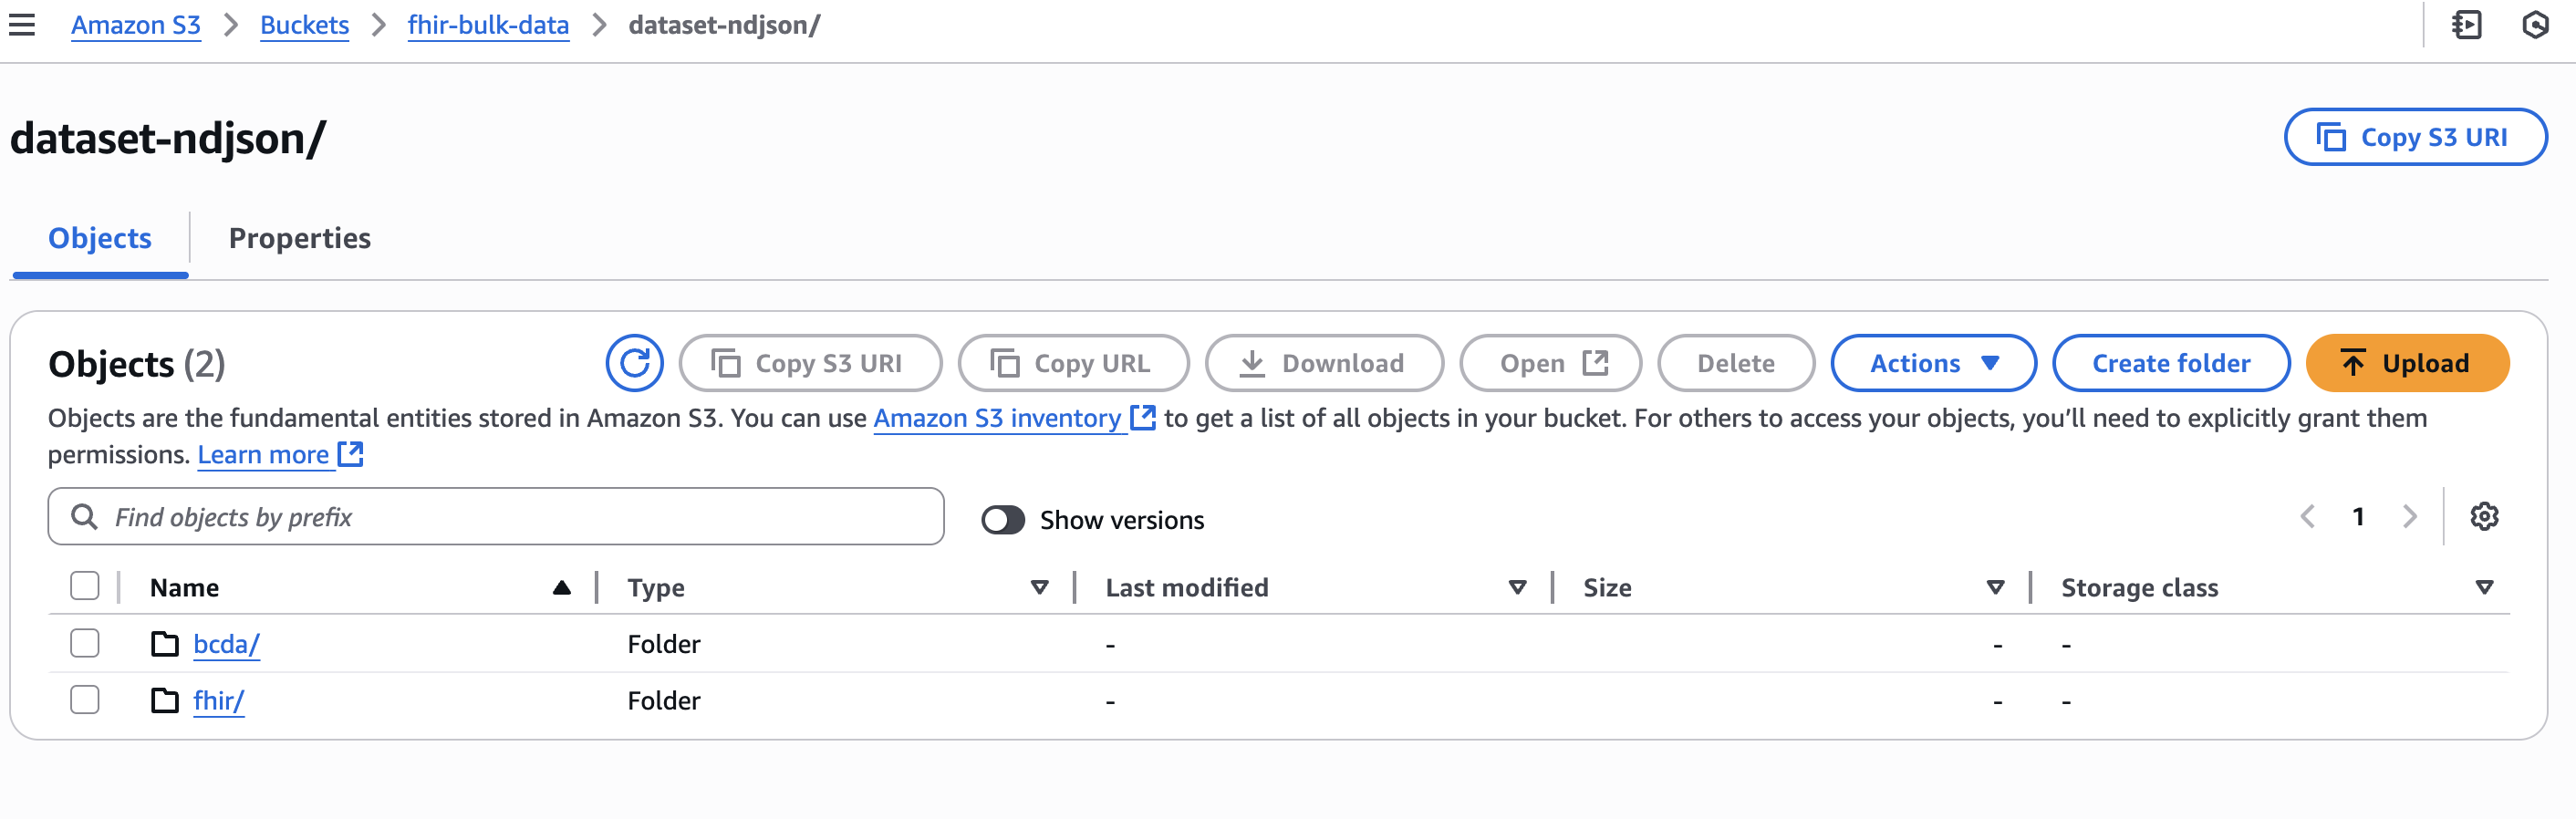 Amazon S3 > Buckets > fhir-bulk-data > dataset-ndjson/
dataset-ndjson/
Copy S3 URI
Objects Properties
Objects (2) Copy S3 URI Copy URL Download Open Delete Actions Create folder Upload
Objects are the fundamental entities stored in Amazon S3. You can use Amazon S3 inventory to get a list of all objects in your bucket. For others to access your objects, you’ll need to explicitly grant them
permissions. Learn more
Find objects by prefix Show versions 1
Name Type Last modified Size Storage class
bcda/ Folder - - -
fhir/ Folder - - -